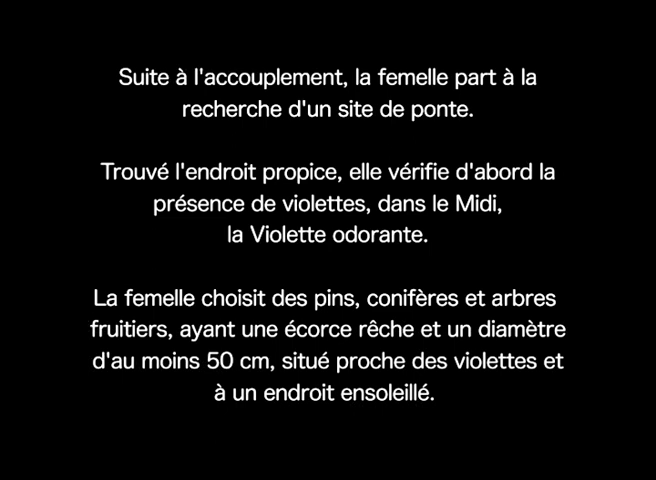 Suite à l'accouplement, la femelle part à la
recherche d'un site de ponte.
Trouvé l'endroit propice, elle vérifie d'abord la
présence de violettes, dans le Midi,
la Violette odorante.
La femelle choisit des pins, conifères et arbres
fruitiers, ayant une écorce rêche et un diamètre
d'au moins 50 cm, situé proche des violettes et
à un endroit ensoleillé.